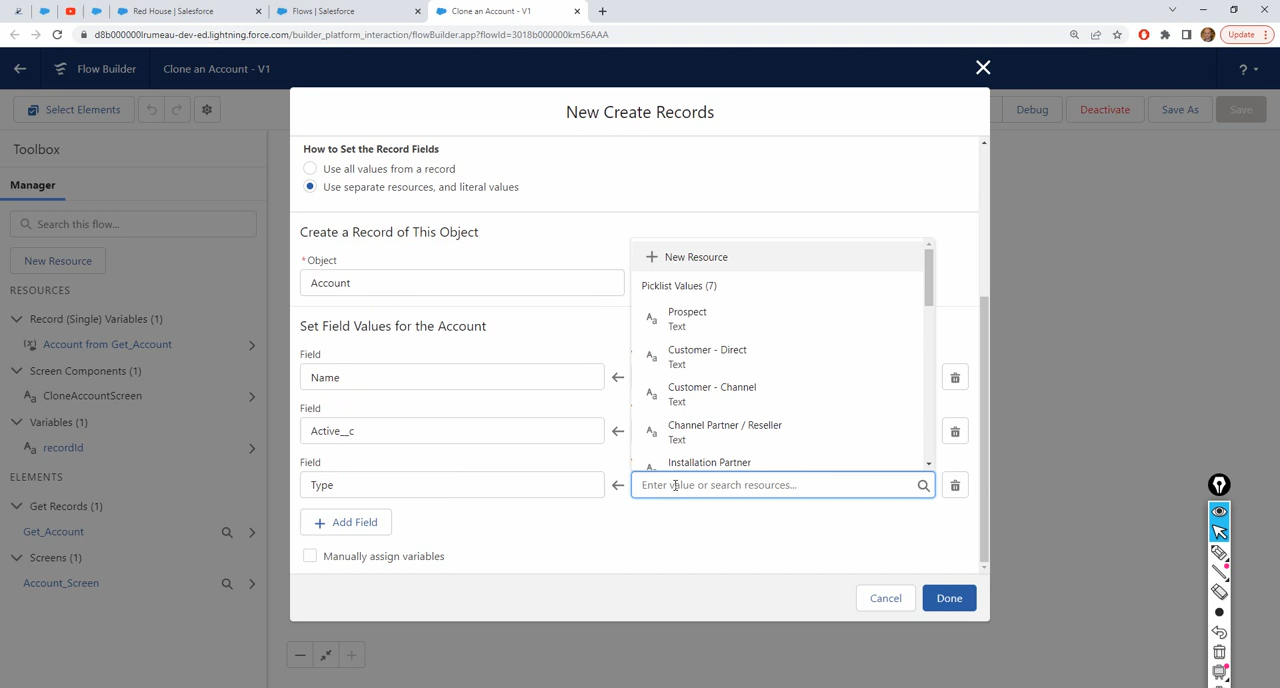 Red House | Salesforce
Flows | Salesforce
Clone an Account - V1
d8b000000lrumeau-dev-ed.lightning.force.com/builder_platform_interaction/flowBuilder.app?flowId=3018b000000km56AAA
Update
Flow Builder
Clone an Account - V1
?
Select Elements
Debug
Deactivate
Save As
Save
New Create Records
Toolbox
Manager
Search this flow...
New Resource
RESOURCES
Record (Single) Variables (1)
Account from Get_Account
Screen Components (1)
CloneAccountScreen
Variables (1)
recordId
ELEMENTS
Get Records (1)
Get_Account
Screens (1)
Account_Screen
How to Set the Record Fields
Use all values from a record
Use separate resources, and literal values
Create a Record of This Object
* Object
Account
Set Field Values for the Account
Field
Name
Field
Active__c
Field
Type
New Resource
Picklist Values (7)
Prospect
Text
Customer - Direct
Text
Customer - Channel
Text
Channel Partner / Reseller
Text
Installation Partner
Enter value or search resources...
Add Field
Manually assign variables
Cancel
Done